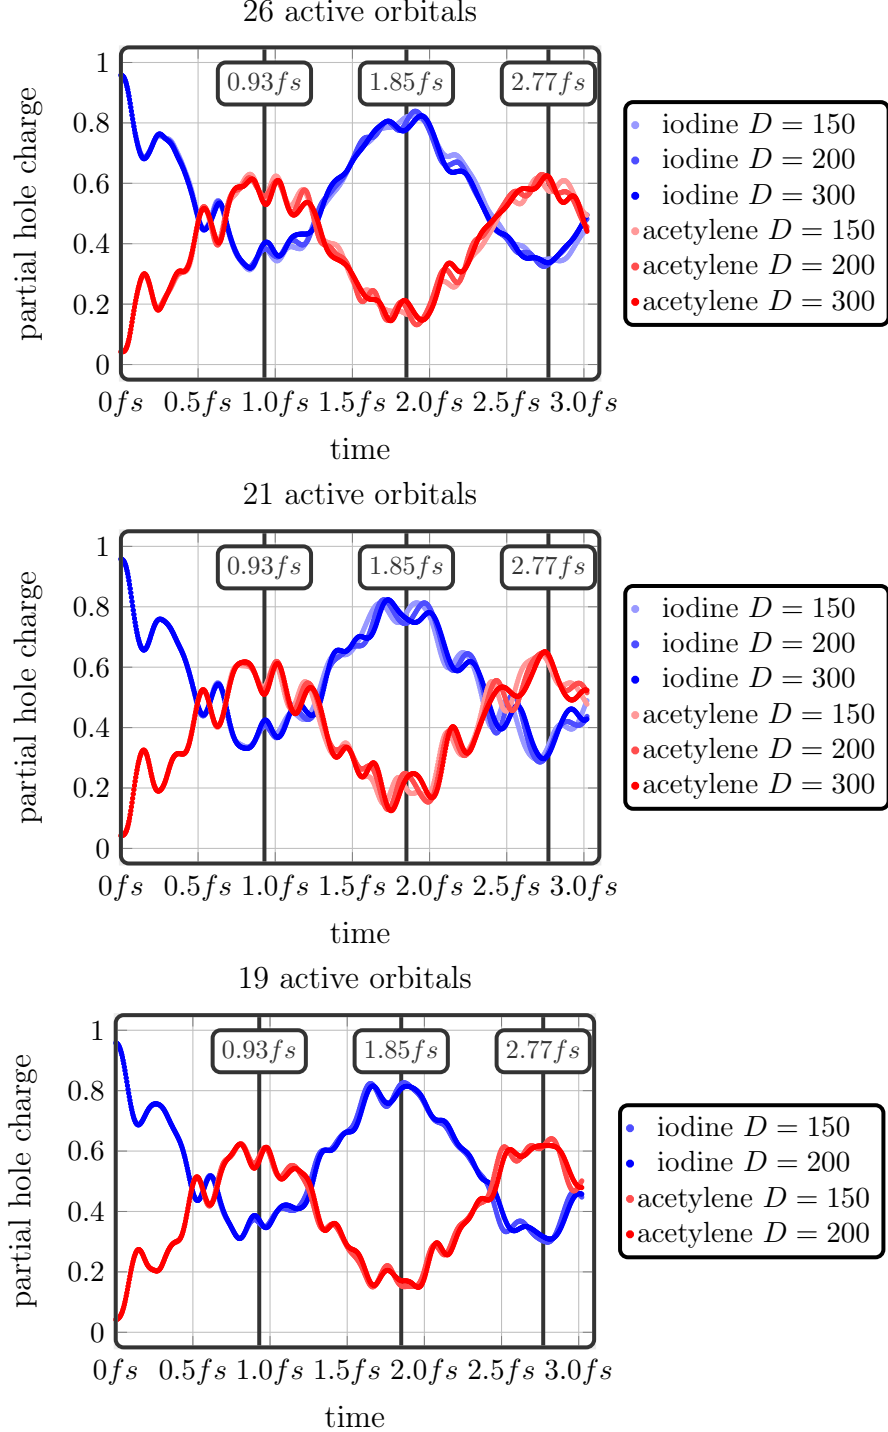 26 active orbitals
1
0.8
0.6
0.4
0.2
0
partial hole charge
0.93fs
1.85fs
2.77fs
0fs 0.5fs 1.0fs 1.5fs 2.0fs 2.5fs 3.0fs
time
iodine D = 150
iodine D = 200
iodine D = 300
acetylene D = 150
acetylene D = 200
acetylene D = 300
21 active orbitals
1
0.8
0.6
0.4
0.2
0
partial hole charge
0.93fs
1.85fs
2.77fs
0fs 0.5fs 1.0fs 1.5fs 2.0fs 2.5fs 3.0fs
time
iodine D = 150
iodine D = 200
iodine D = 300
acetylene D = 150
acetylene D = 200
acetylene D = 300
19 active orbitals
1
0.8
0.6
0.4
0.2
0
partial hole charge
0.93fs
1.85fs
2.77fs
0fs 0.5fs 1.0fs 1.5fs 2.0fs 2.5fs 3.0fs
time
iodine D = 150
iodine D = 200
acetylene D = 150
acetylene D = 200